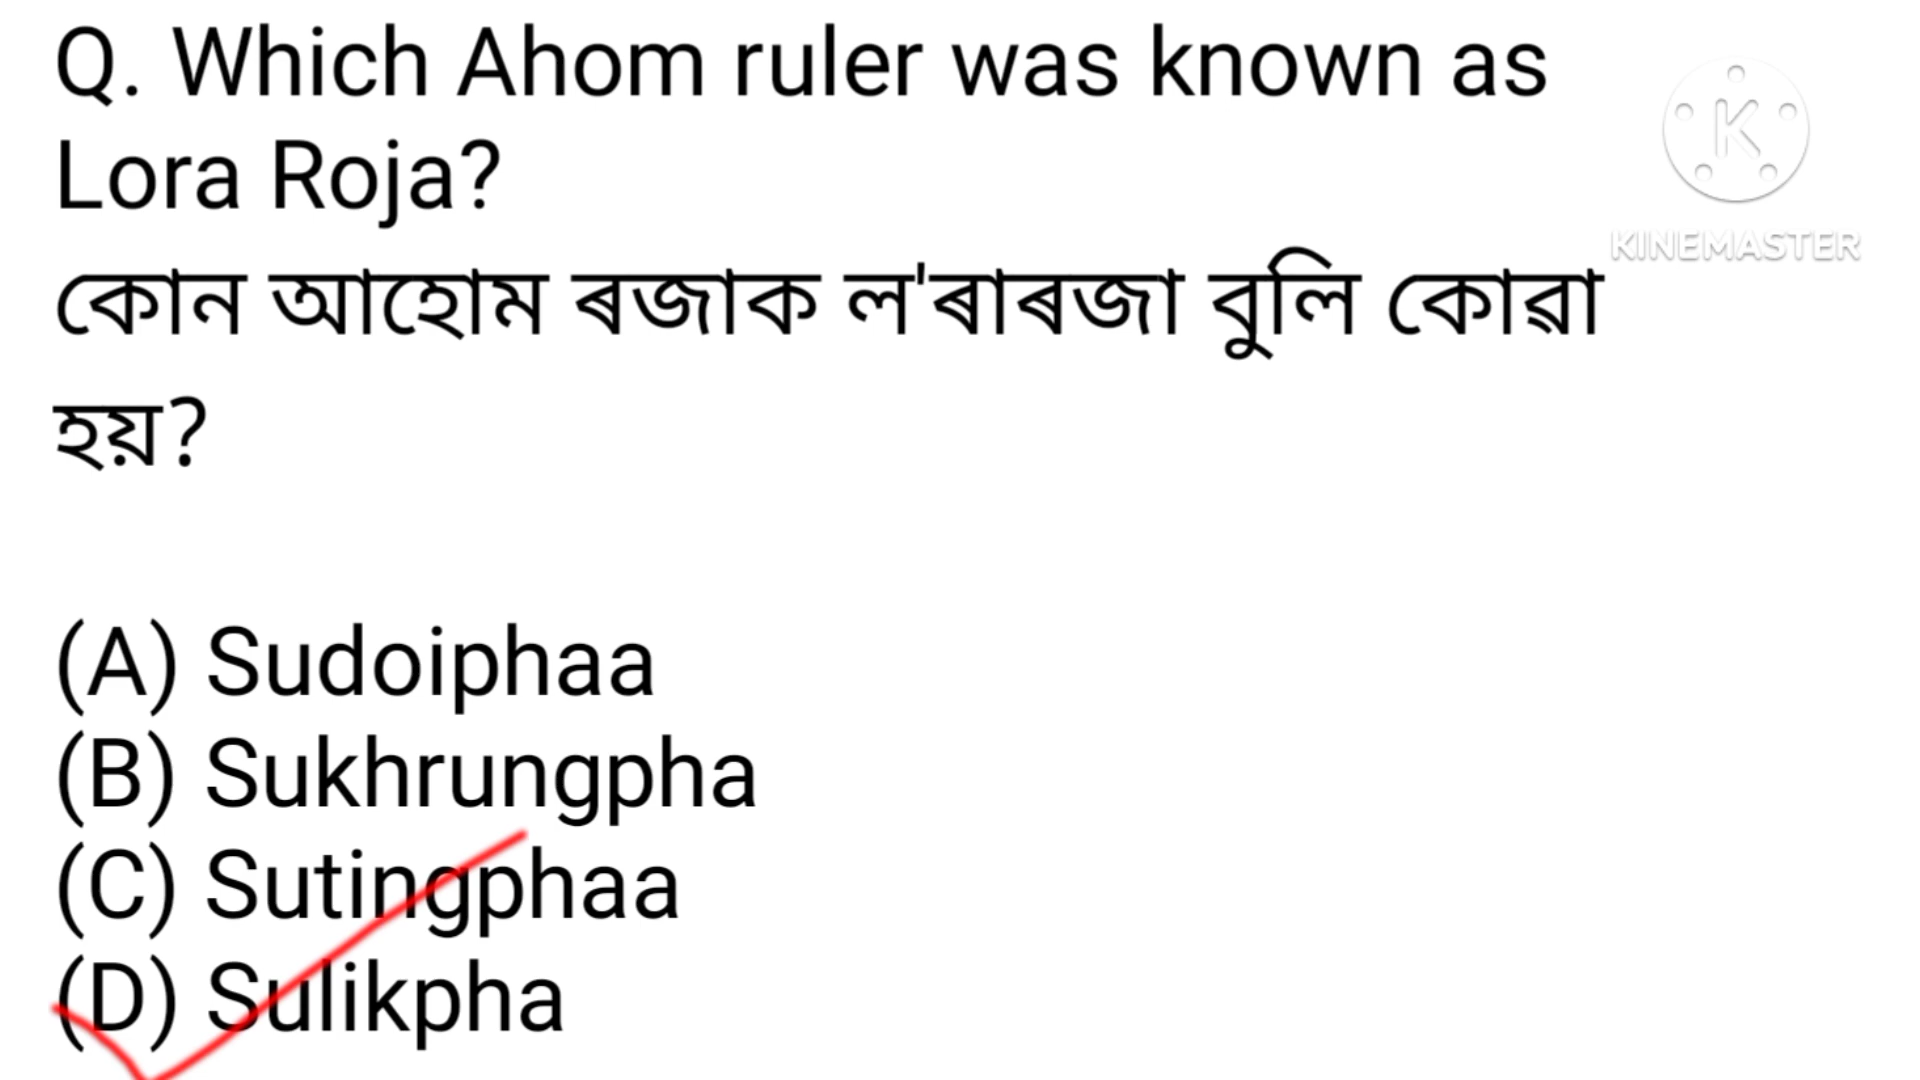 Q. Which Ahom ruler was known as
Lora Roja?
কোন আহোম ৰজাক ল'ৰাৰজা বুলি কোৱা
হয়?
(A) Sudoiphaa
(B) Sukhrungpha
(C) Sutingphaa
(D) Sulikpha
KINEMASTER